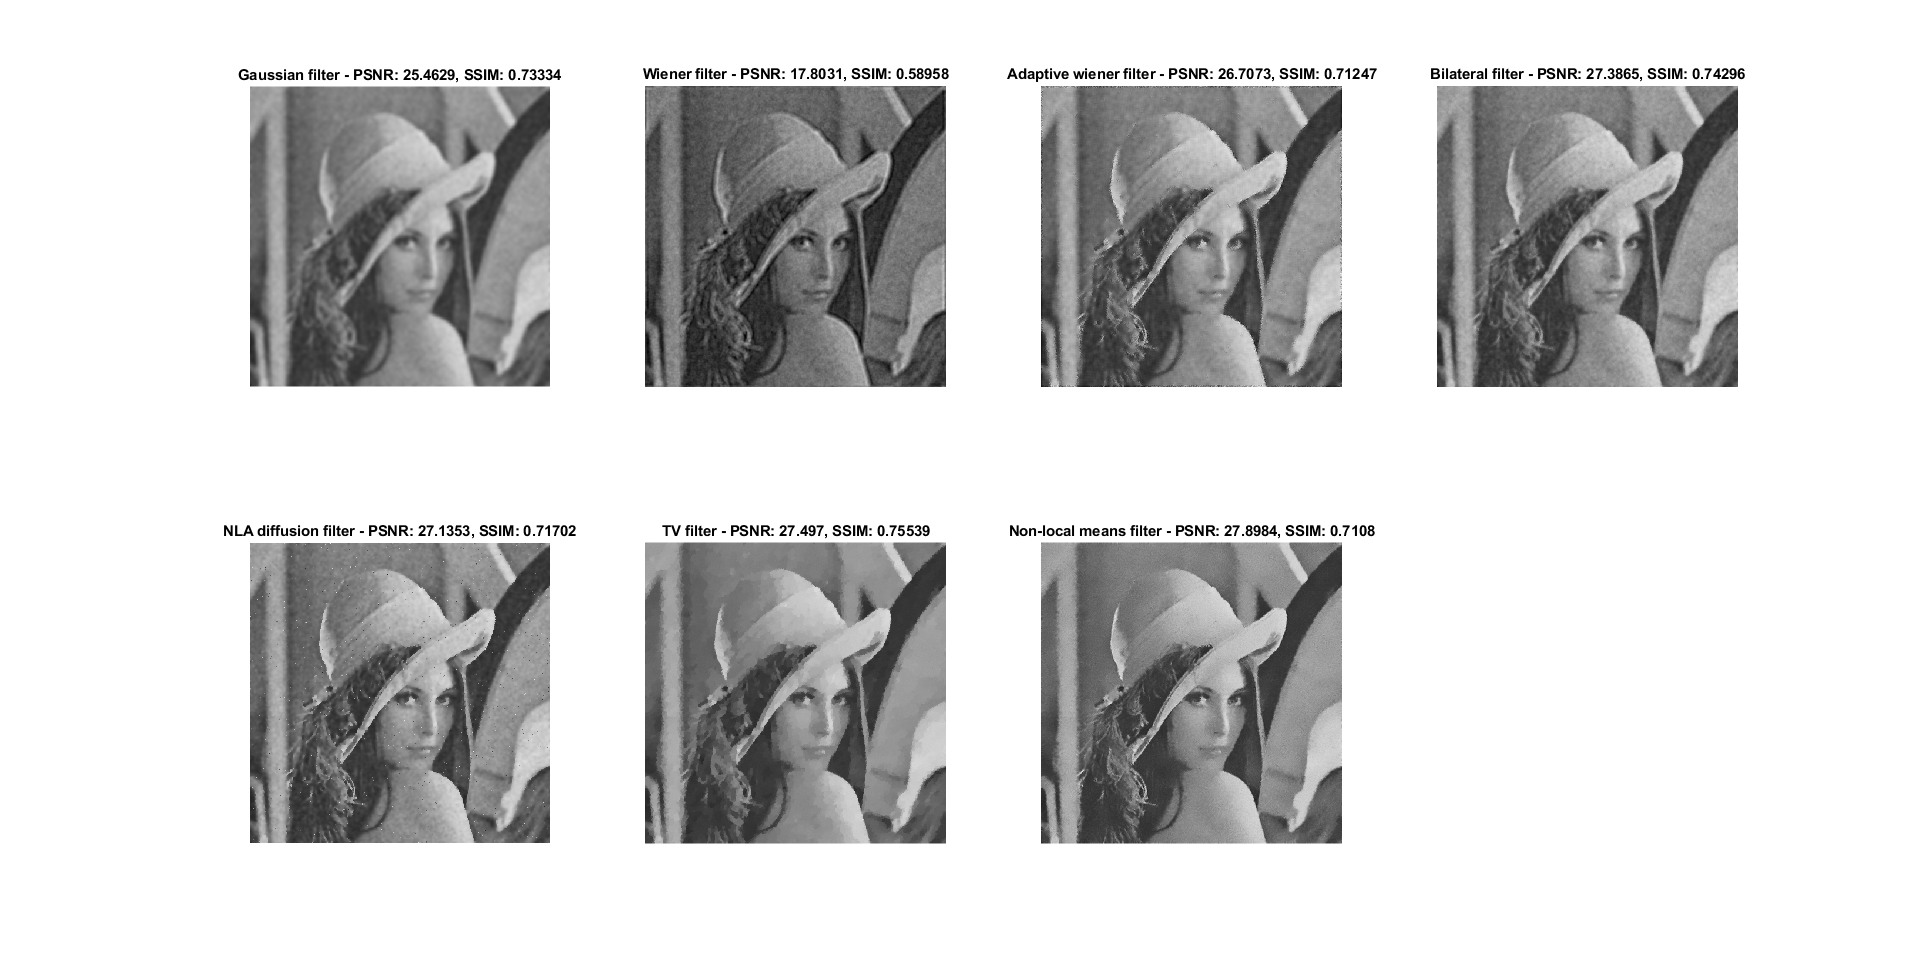 Gaussian filter - PSNR: 25.4629, SSIM: 0.73334
Wiener filter - PSNR: 17.8031, SSIM: 0.58958
Adaptive wiener filter - PSNR: 26.7073, SSIM: 0.71247
Bilateral filter - PSNR: 27.3865, SSIM: 0.74296
NLA diffusion filter - PSNR: 27.1353, SSIM: 0.71702
TV filter - PSNR: 27.497, SSIM: 0.75539
Non-local means filter - PSNR: 27.8984, SSIM: 0.7108